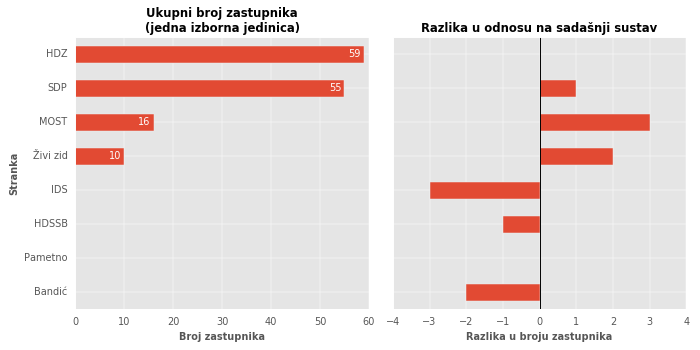 Ukupni broj zastupnika
(jedna izborna jedinica)
Stranka
HDZ
59
SDP
55
MOST
16
Živi zid
10
IDS
HDSSB
Pametno
Bandić
0 10 20 30 40 50 60
Broj zastupnika
Razlika u odnosu na sadašnji sustav
−4 −3 −2 −1 0 1 2 3 4
Razlika u broju zastupnika